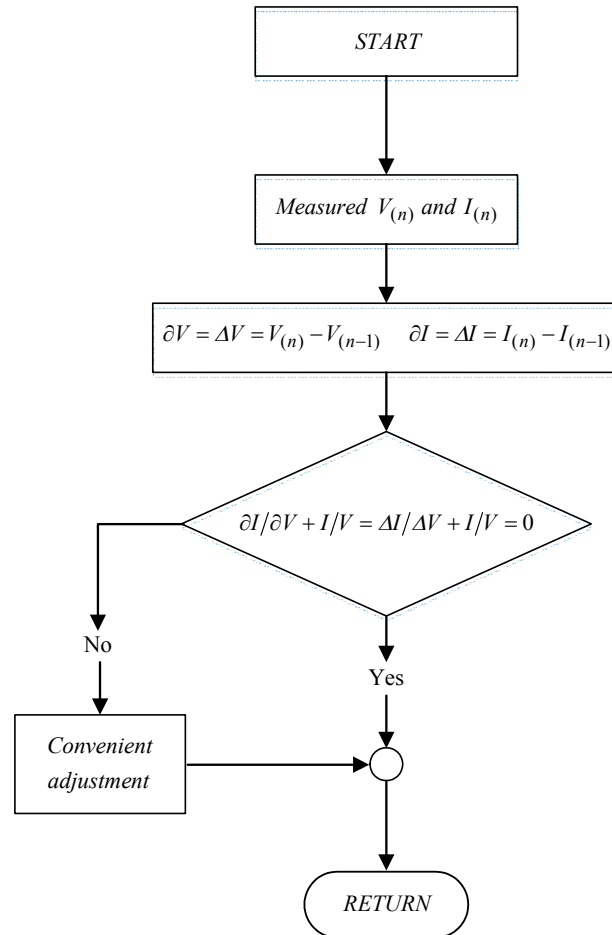 START
Measured V(n) and I(n)
∂V = ΔV = V(n) − V(n−1) ∂I = ΔI = I(n) − I(n−1)
∂I/∂V + I/V = ΔI/ΔV + I/V = 0
No
Yes
Convenient
adjustment
RETURN